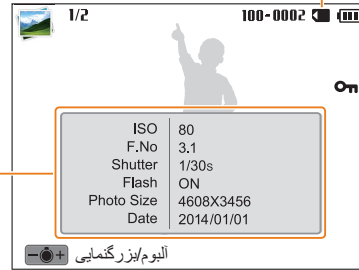 1/2 100-0002
ISO 80
F.No 3.1
Shutter 1/30s
Flash ON
Photo Size 4608X3456
Date 2014/01/01
آلبوم/بزرگنمایی